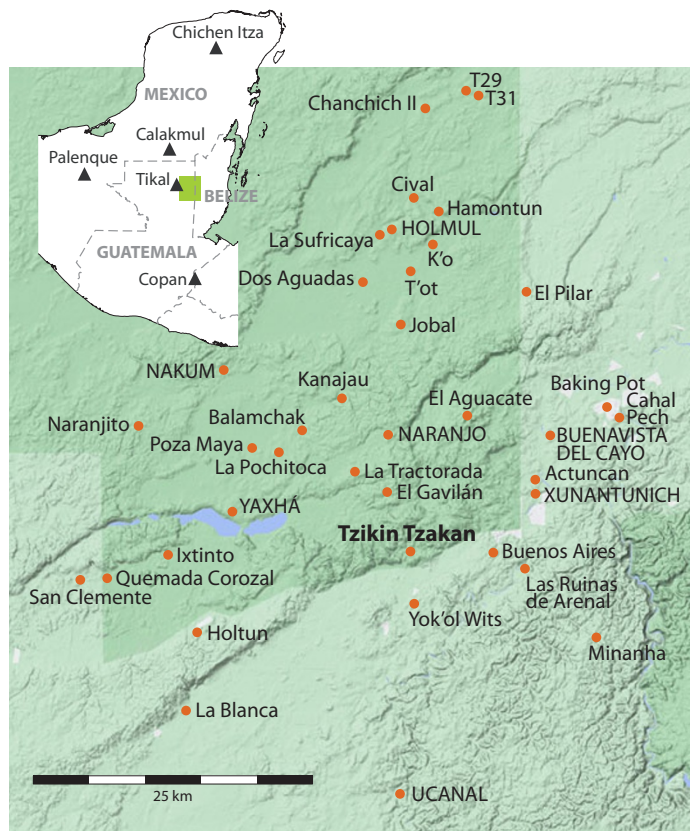 Chichen Itza
MEXICO
Calakmul
Palenque
Tikal
BELIZE
GUATEMALA
Copan
T29
T31
Chanchich II
Cival
Hamontun
HOLMUL
La Sufricaya
K'o
T'ot
Dos Aguadas
El Pilar
Jobal
NAKUM
Kanajau
Baking Pot
Cahal
Pech
El Aguacate
Naranjito
Balamchak
NARANJO
BUENAVISTA
DEL CAYO
Poza Maya
La Pochitoca
La Tractorada
Actuncan
El Gavilán
XUNANTUNICH
YAXHÁ
Tzikin Tzakan
Ixtinto
Buenos Aires
Quemada Corozal
San Clemente
Las Ruinas
de Arenal
Yok'ol Wits
Holtun
Minanha
La Blanca
25 km
UCANAL